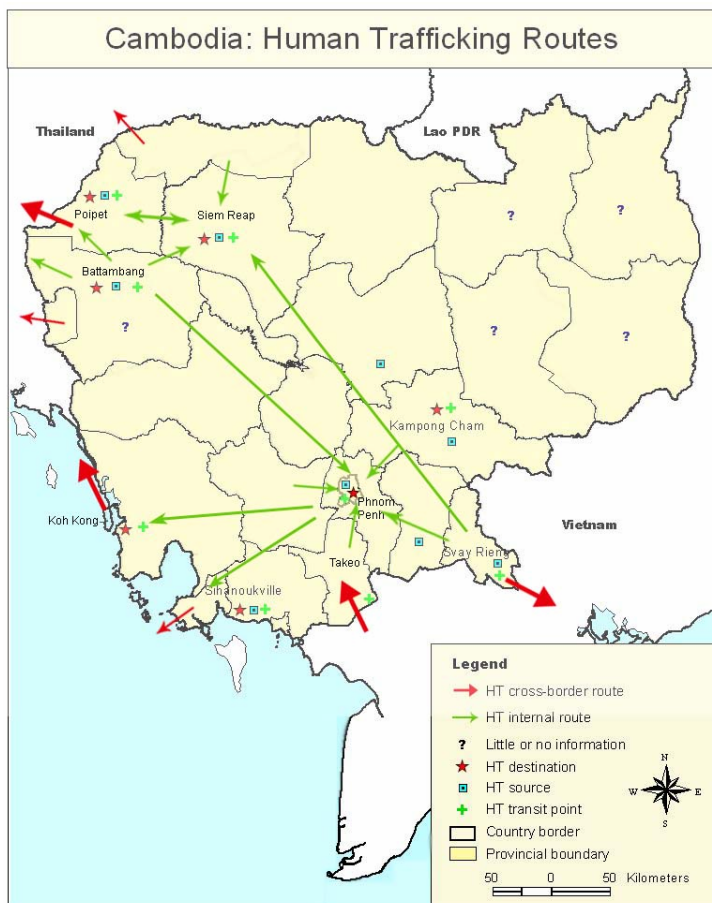 Cambodia: Human Trafficking Routes
Thailand
Lao PDR
?
?
Poipet
Siem Reap
Battambang
?
?
?
Kampong Cham
Phnom
Penh
Koh Kong
Vietnam
Svay Rieng
Takeo
Sihanoukville
Legend
HT cross-border route
HT internal route
? Little or no information
HT destination
HT source
HT transit point
Country border
Provincial boundary
N
W E
S
50 0 50 Kilometers